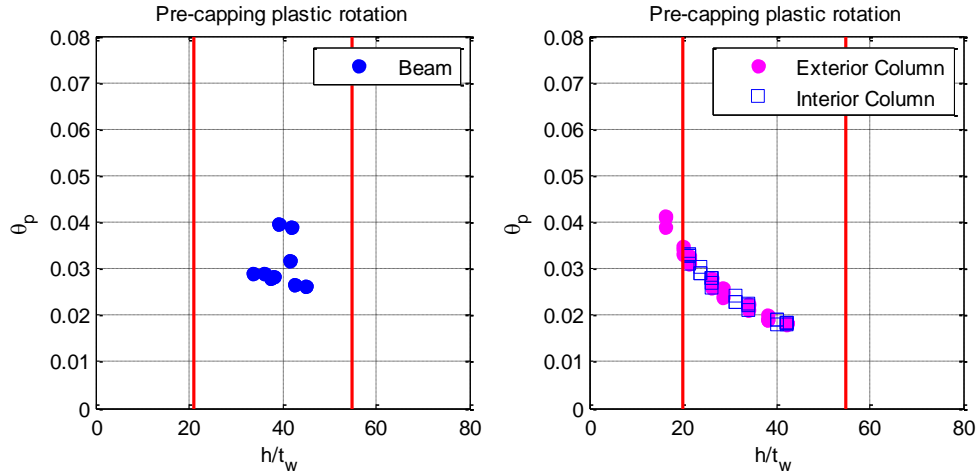 Pre-capping plastic rotation
0.08
0.07
0.06
0.05
0.04
0.03
0.02
0.01
0
θp
Beam
0 20 40 60 80
h/tw
Pre-capping plastic rotation
0.08
0.07
0.06
0.05
0.04
0.03
0.02
0.01
0
θp
Exterior Column
Interior Column
0 20 40 60 80
h/tw